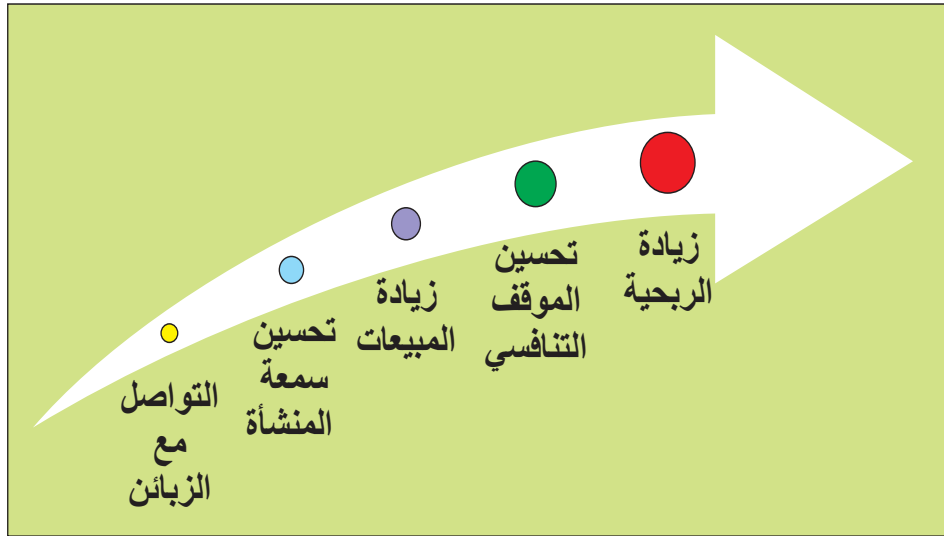 التواصل
مع
الزبائن
تحسين
سمعة
المنشأة
زيادة
المبيعات
تحسين
الموقف
التنافسي
زيادة
الربحية